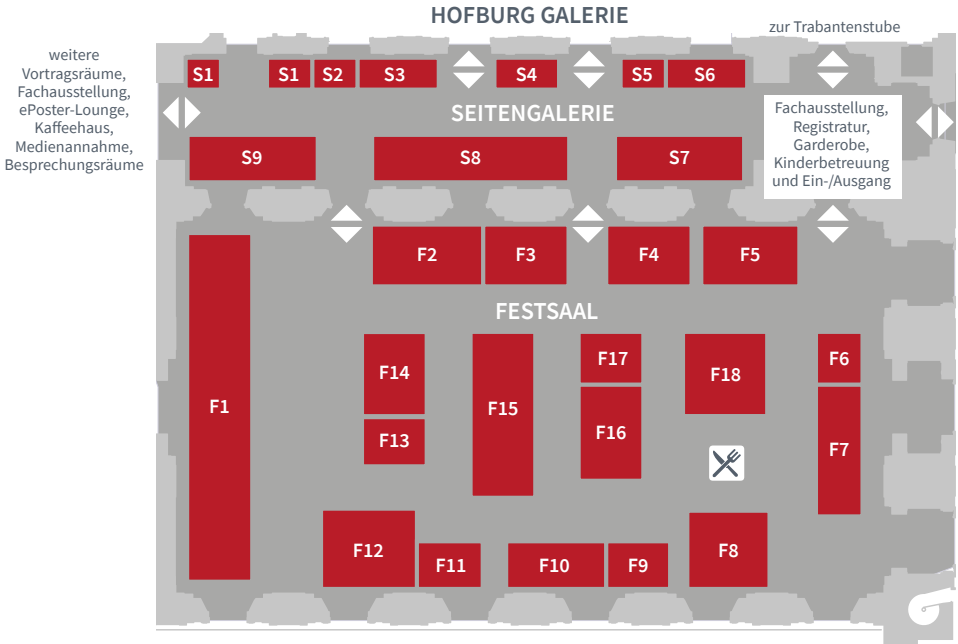 HOFBURG GALERIE
zur Trabantenstube
weitere
Vortragsräume,
Fachausstellung,
ePoster-Lounge,
Kaffeehaus,
Medienannahme,
Besprechungsräume
S1
S1
S2
S3
S4
S5
S6
SEITENGALERIE
Fachausstellung,
Registratur,
Garderobe,
Kinderbetreuung
und Ein-/Ausgang
S9
S8
S7
F2
F3
F4
F5
FESTSAAL
F1
F14
F13
F15
F17
F16
F18
F6
F7
F12
F11
F10
F9
F8